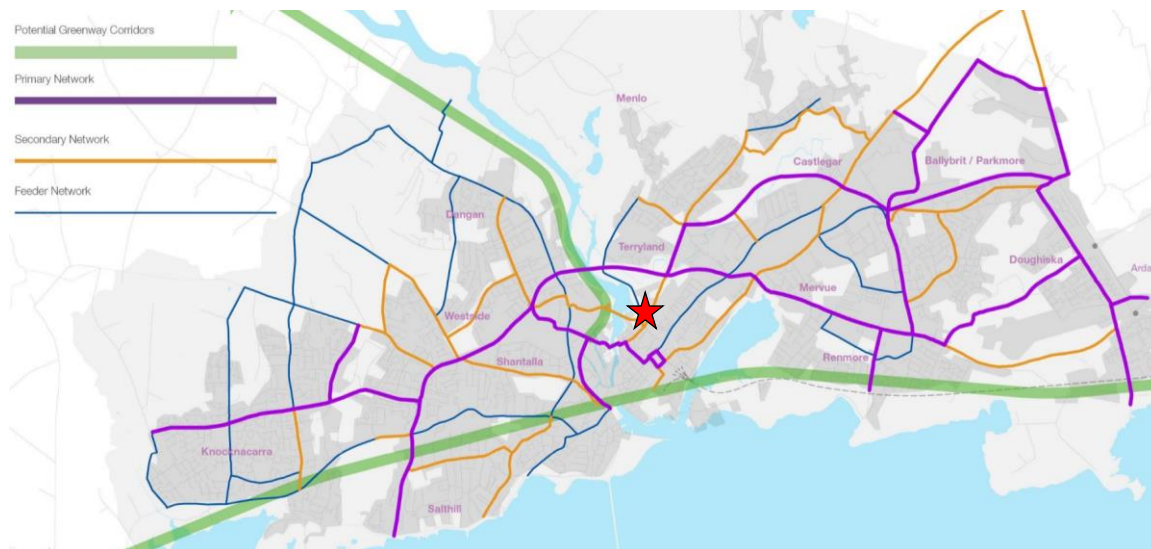 Potential Greenway Corridors
Primary Network
Secondary Network
Feeder Network
Menlo
Castlegar
Ballybrit / Parkmore
Dangan
Terryland
Doughiska
Arda
Mervue
Westside
Shantalla
Renmore
Knocknacarra
Salthill